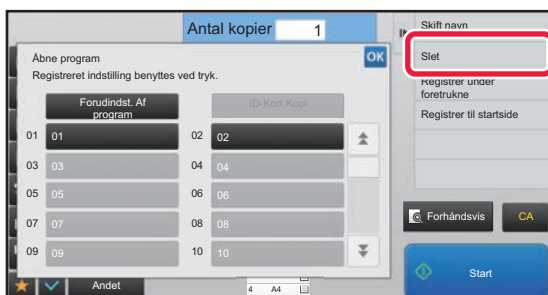 Antal kopier 1
Skift navn
Åbne program
OK
Slet
Registreret indstilling benyttes ved tryk.
Registrer under
foretrukne
Forudindst. Af
program
ID-Kort Kopi
Registrer til startside
01 01 02 02
03 03 04 04
05 05 06 06
07 07 08 08
Forhåndsvis CA
09 09 10 10
Start
Andet
4 A4